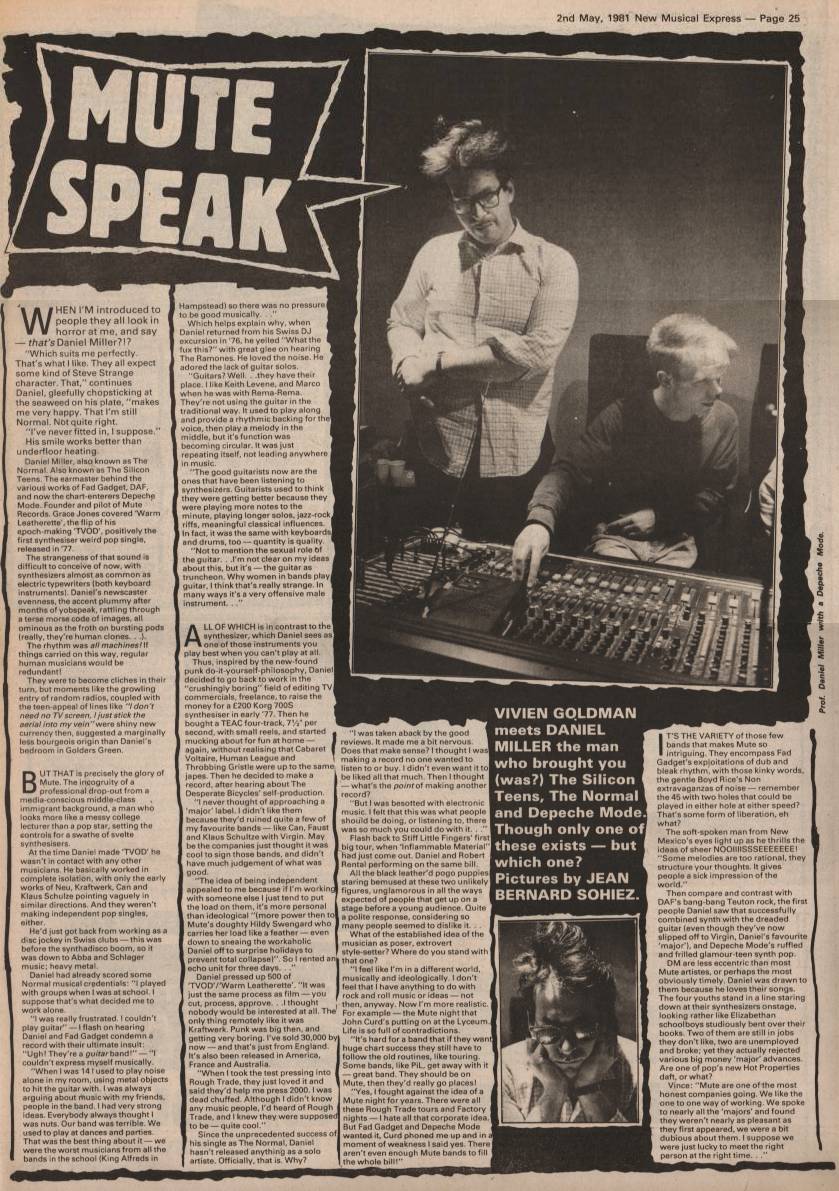 2nd May, 1981 New Musical Express — Page 25
MUTE
SPEAK
'WHEN I'M introduced to
people they all look in
horror at me, and say
— that's Daniel Miller?!?
"Which suits me perfectly.
That's what I like. They all expect
some kind of Steve Strange
character. That," continues
Daniel, gleefully chopsticking at
the seaweed on his plate, "makes
me very happy. That I'm still
Normal. Not quite right.
"I've never fitted in, I suppose."
His smile works better than
underfloor heating.
Daniel Miller, also known as The
Normal. Also known as The Silicon
Teens. The earmaster behind the
various works of Fad Gadget, DAF,
and now the chart-enterers Depeche
Mode. Founder and pilot of Mute
Records. Grace Jones covered 'Warm
Leatherette', the flip of his
epoch-making 'TVOD', positively the
first synthesiser weird pop single,
released in '77.
The strangeness of that sound is
difficult to conceive of now, with
synthesizers almost as common as
electric typewriters (both keyboard
instruments). Daniel's newscaster
evenness, the accent plummy after
months of yobspeak, rattling through
a terse morse code of images, all
ominous as the froth on bursting pods
(really, they're human clones. . .).
The rhythm was all machines! If
things carried on this way, regular
human musicians would be
redundant!
They were to become cliches in their
turn, but moments like the growling
entry of random radios, coupled with
the teen-appeal of lines like "I don't
need no TV screen, I just stick the
aerial into my vein" were shiny new
currency then, suggested a marginally
less bourgeois origin than Daniel's
bedroom in Golders Green.
BUT THAT is precisely the glory of
Mute. The incogruity of a
professional drop-out from a
media-conscious middle-class
immigrant background, a man who
looks more like a messy college
lecturer than a pop star, setting the
controls for a swathe of svelte
synthesisers.
At the time Daniel made 'TVOD' he
wasn't in contact with any other
musicians. He basically worked in
complete isolation, with only the early
works of Neu, Kraftwerk, Can and
Klaus Schulze pointing vaguely in
similar directions. And they weren't
making independent pop singles,
either.
He'd just got back from working as a
disc jockey in Swiss clubs — this was
before the synthadisco boom, so it
was down to Abba and Schlager
music; heavy metal.
Daniel had already scored some
Normal musical credentials: "I played
with groups when I was at school. I
suppose that's what decided me to
work alone.
"I was really frustrated. I couldn't
play guitar" — I flash on hearing
Daniel and Fad Gadget condemn a
record with their ultimate insult:
"Ugh! They're a guitar band!" — "I
couldn't express myself musically.
"When I was 14 I used to play noise
alone in my room, using metal objects
to hit the guitar with. I was always
arguing about music with my friends,
people in the band. I had very strong
ideas. Everybody always thought I
was nuts. Our band was terrible. We
used to play at dances and parties.
That was the best thing about it — we
were the worst musicians from all the
bands in the school (King Alfreds in
Hampstead) so there was no pressure
to be good musically. . ."
Which helps explain why, when
Daniel returned from his Swiss DJ
excursion in '76, he yelled "What the
fux this?" with great glee on hearing
The Ramones. He loved the noise. He
adored the lack of guitar solos.
"Guitars? Well. . .they have their
place. I like Keith Levene, and Marco
when he was with Rema-Rema.
They're not using the guitar in the
traditional way. It used to play along
and provide a rhythmic backing for the
voice, then play a melody in the
middle, but it's function was
becoming circular. It was just
repeating itself, not leading anywhere
in music.
"The good guitarists now are the
ones that have been listening to
synthesizers. Guitarists used to think
they were getting better because they
were playing more notes to the
minute, playing longer solos, jazz-rock
riffs, meaningful classical influences.
In fact, it was the same with keyboards
and drums, too — quantity is quality.
"Not to mention the sexual role of
the guitar. . .I'm not clear on my ideas
about this, but it's — the guitar as
truncheon. Why women in bands play
guitar, I think that's really strange. In
many ways it's a very offensive male
instrument. . ."
ALL OF WHICH is in contrast to the
synthesizer, which Daniel sees as
one of those instruments you
play best when you can't play at all.
Thus, inspired by the new-found
punk do-it-yourself-philosophy, Daniel
decided to go back to work in the
"crushingly boring" field of editing TV
commercials, freelance, to raise the
money for a £200 Korg 700S
synthesiser in early '77. Then he
bought a TEAC four-track, 7½" per
second, with small reels, and started
mucking about for fun at home —
again, without realising that Cabaret
Voltaire, Human League and
Throbbing Gristle were up to the same
japes. Then he decided to make a
record, after hearing about The
Desperate Bicycles' self-production.
"I never thought of approaching a
'major' label. I didn't like them
because they'd ruined quite a few of
my favourite bands — like Can, Faust
and Klaus Schultze with Virgin. May
be the companies just thought it was
cool to sign those bands, and didn't
have much judgement of what was
good.
"The idea of being independent
appealed to me because if I'm working
with someone else I just tend to put
the load on them, it's more personal
than ideological "(more power then to
Mute's doughty Hildy Swengard who
carries her load like a feather — even
down to sneaing the workaholic
Daniel off to surprise holidays to
prevent total collapse)". So I rented an
echo unit for three days. . ."
Daniel pressed up 500 of
'TVOD'/'Warm Leatherette'. "It was
just the same process as film — you
out, process, approve. . . I thought
nobody would be interested at all. The
only thing remotely like it was
Kraftwerk. Punk was big then, and
getting very boring. I've sold 30,000 by
now — and that's just from England.
It's also been released in America,
France and Australia.
"When I took the test pressing into
Rough Trade, they just loved it and
said they'd help me press 2000. I was
dead chuffed. Although I didn't know
any music people, I'd heard of Rough
Trade, and I knew they were supposed
to be — quite cool."
Since the unprecedented success of
his single as The Normal, Daniel
hasn't released anything as a solo
artiste. Officially, that is. Why?
"I was taken aback by the good
reviews. It made me a bit nervous.
Does that make sense? I thought I was
making a record no one wanted to
listen to or buy. I didn't even want it to
be liked all that much. Then I thought
— what's the point of making another
record?
"But I was besotted with electronic
music. I felt that this was what people
should be doing, or listening to, there
was so much you could do with it. . ."
Flash back to Stiff Little Fingers' first
big tour, when 'Inflammable Material'
had just come out. Daniel and Robert
Rental performing on the same bill.
All the black leather'd pogo puppies
staring bemused at these two unlikely
figures, unglamorous in all the ways
expected of people that get up on a
stage before a young audience. Quite
a polite response, considering so
many people seemed to dislike it. . .
What of the established idea of the
musician as poser, extrovert
style-setter? Where do you stand with
that one?
"I feel like I'm in a different world,
musically and ideologically. I don't
feel that I have anything to do with
rock and roll music or ideas — not
then, anyway. Now I'm more realistic.
For example — the Mute night that
John Curd's putting on at the Lyceum.
Life is so full of contradictions.
"It's hard for a band that if they want
huge chart success they still have to
follow the old routines, like touring.
Some bands, like PiL, get away with it
— great band. They should be on
Mute, then they'd really go places!
"Yes, I fought against the idea of a
Mute night for years. There were all
these Rough Trade tours and Factory
nights — I hate all that corporate idea.
But Fad Gadget and Depeche Mode
wanted it, Curd phoned me up and in a
moment of weakness I said yes. There
aren't even enough Mute bands to fill
the whole bill!"
VIVIEN GOLDMAN
meets DANIEL
MILLER the man
who brought you
(was?) The Silicon
Teens, The Normal
and Depeche Mode.
Though only one of
these exists — but
which one?
Pictures by JEAN
BERNARD SOHIEZ.
IT'S THE VARIETY of those few
bands that makes Mute so
intriguing. They encompass Fad
Gadget's expjoitations of dub and
bleak rhythm, with those kinky words,
the gentle Boyd Rice's Non
extravaganzas of noise — remember
the 45 with two holes that could be
played in either hole at either speed?
That's some form of liberation, eh
what?
The soft-spoken man from New
Mexico's eyes light up as he thrills the
ideas of sheer NOOIIIISSSEEEEEEE!
"Some melodies are too rational, they
structure your thoughts. It gives
people a sick impression of the
world."
Then compare and contrast with
DAF's bang-bang Teuton rock, the first
people Daniel saw that successfully
combined synth with the dreaded
guitar (even though they've now
slipped off to Virgin, Daniel's favourite
'major'), and Depeche Mode's ruffled
and frilled glamour-teen synth pop.
DM are less eccentric than most
Mute artistes, or perhaps the most
obviously timely. Daniel was drawn to
them because he loves their songs.
The four youths stand in a line staring
down at their synthesisers onstage,
looking rather like Elizabethan
schoolboys studiously bent over their
books. Two of them are still in jobs
they don't like, two are unemployed
and broke; yet they actually rejected
various big money 'major' advances.
Are one of pop's new Hot Properties
daft, or what?
Vince: "Mute are one of the most
honest companies going. We like the
one to one way of working. We spoke
to nearly all the 'majors' and found
they weren't nearly as pleasant as
they first appeared, we were a bit
dubious about them. I suppose we
were just lucky to meet the right
person at the right time. . ."
Prof. Daniel Miller with a Depeche Mode.